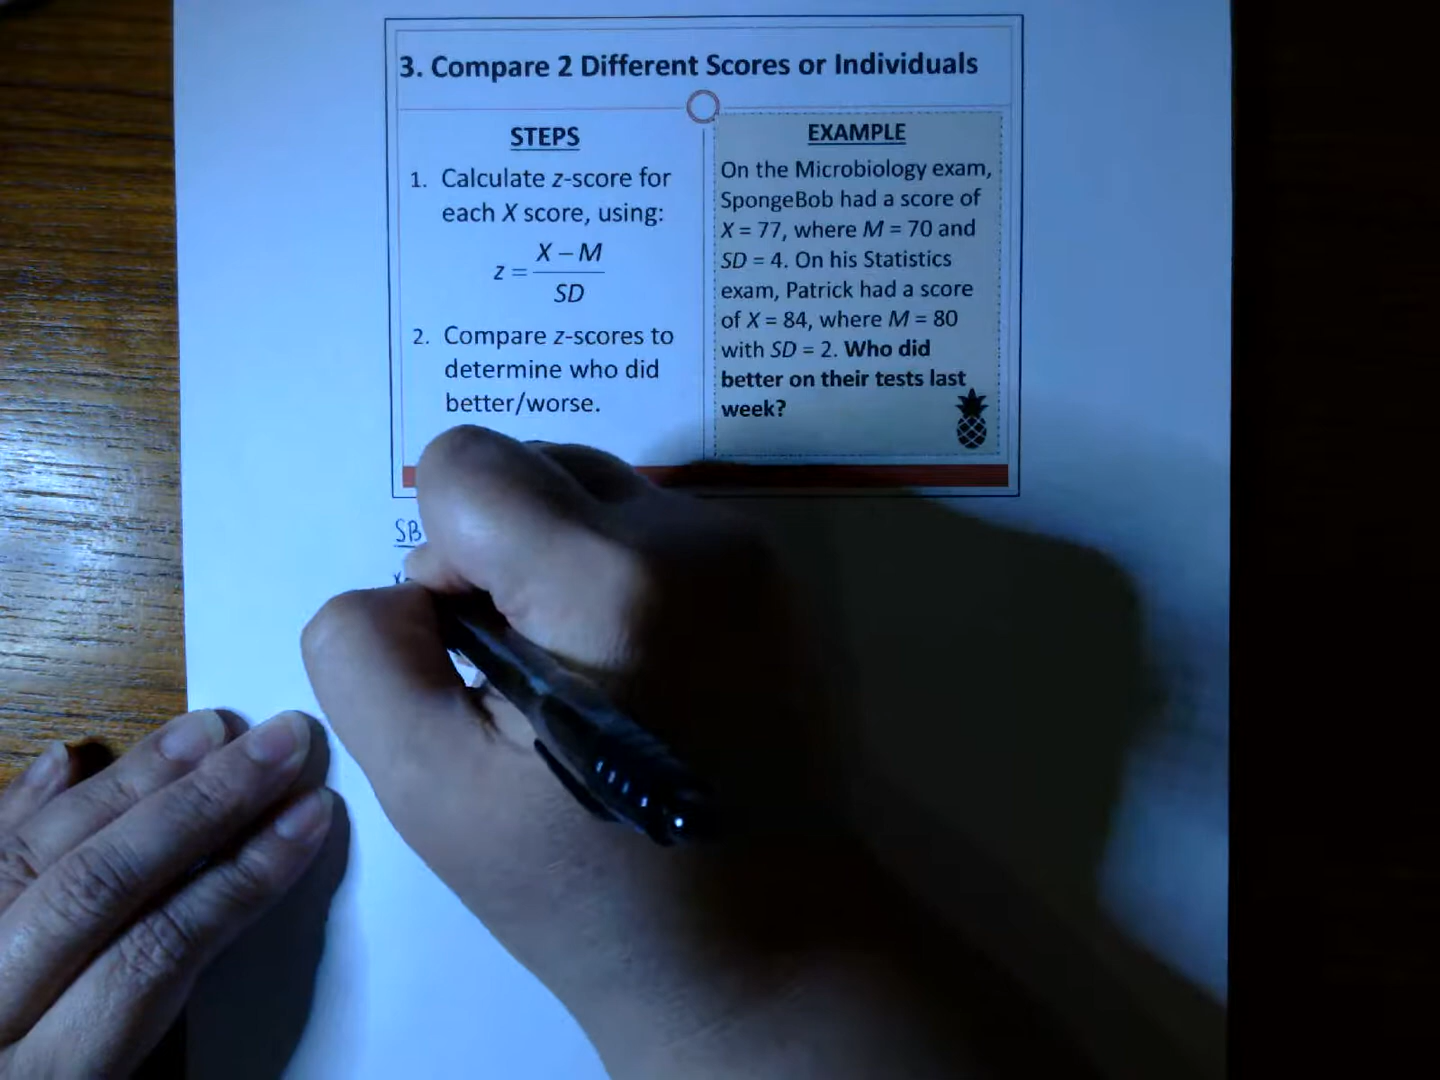 3. Compare 2 Different Scores or Individuals
STEPS
1. Calculate z-score for
each X score, using:
z = X – M
SD
2. Compare z-scores to
determine who did
better/worse.
EXAMPLE
On the Microbiology exam,
SpongeBob had a score of
X = 77, where M = 70 and
SD = 4. On his Statistics
exam, Patrick had a score
of X = 84, where M = 80
with SD = 2. Who did
better on their tests last
week?
SB